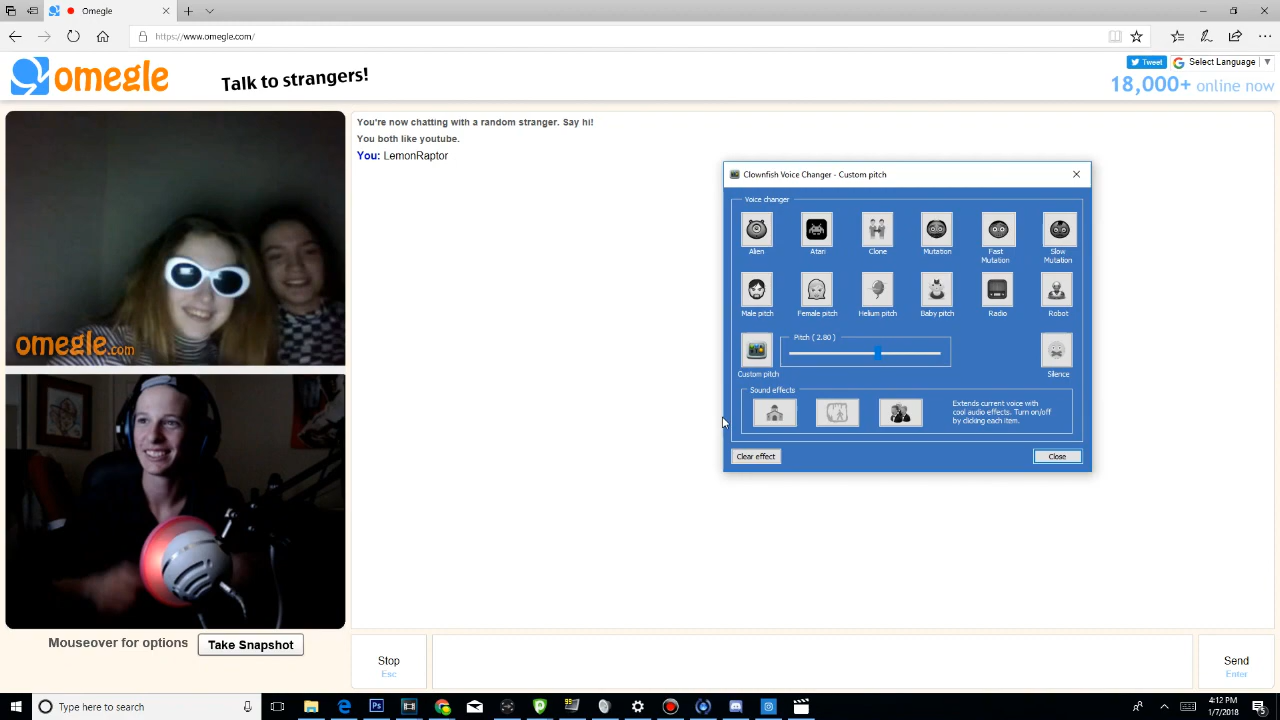 Omegle
https://www.omegle.com/
omegle
Talk to strangers!
Tweet
Select Language
18,000+ online now
You're now chatting with a random stranger. Say hi!
You both like youtube.
You: LemonRaptor
omegle.com
Clownfish Voice Changer - Custom pitch
Voice changer
Alien
Atari
Clone
Mutation
Fast
Mutation
Slow
Mutation
Male pitch
Female pitch
Helium pitch
Baby pitch
Radio
Robot
Custom pitch
Pitch ( 2.80 )
Silence
Sound effects
Extends current voice with
cool audio effects. Turn on/off
by clicking each item.
Clear effect
Close
Mouseover for options
Take Snapshot
Stop
Esc
Send
Enter
Type here to search
4:12 PM
1/7/2018